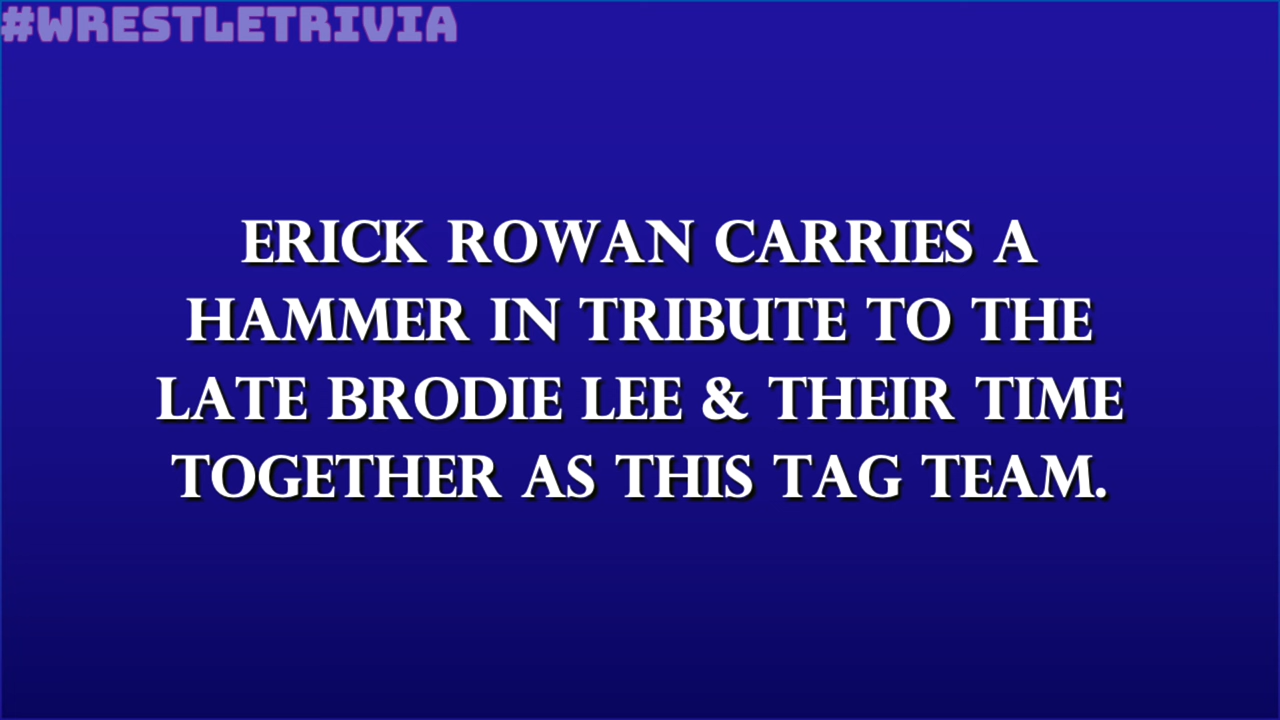 #WRESTLETRIVIA
ERICK ROWAN CARRIES A
HAMMER IN TRIBUTE TO THE
LATE BRODIE LEE & THEIR TIME
TOGETHER AS THIS TAG TEAM.